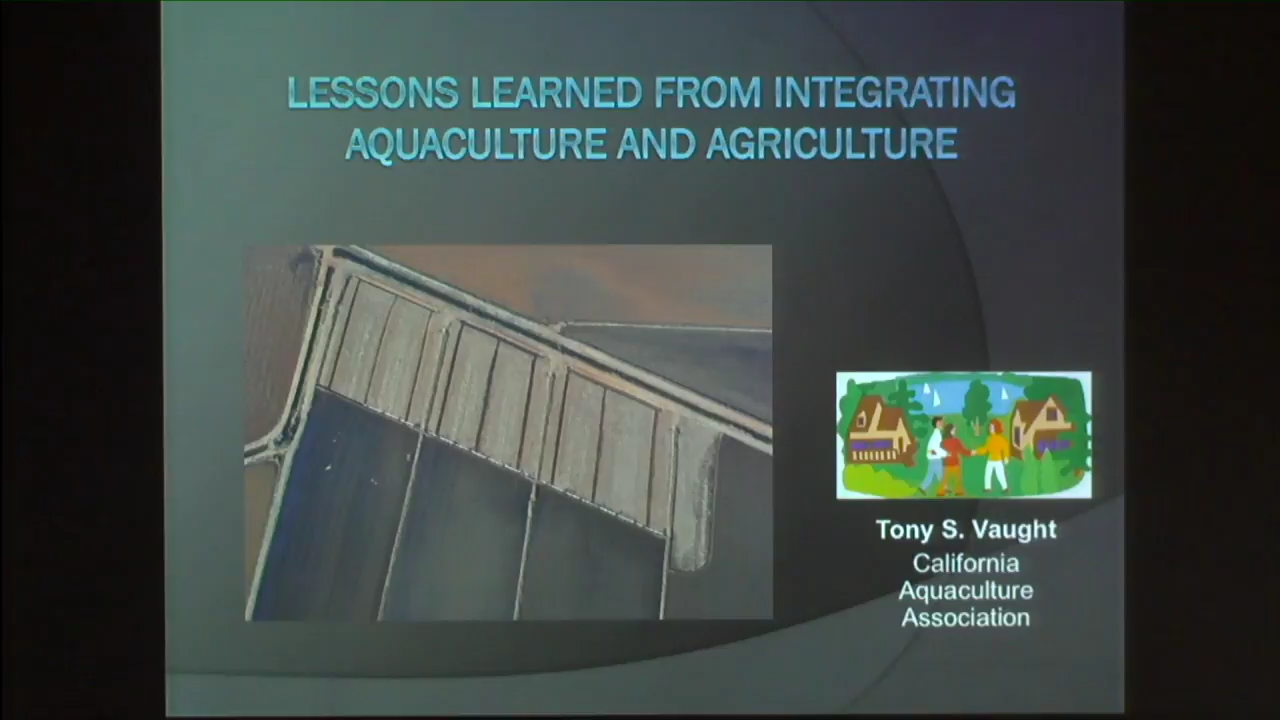 LESSONS LEARNED FROM INTEGRATING
AQUACULTURE AND AGRICULTURE
Tony S. Vaught
California
Aquaculture
Association